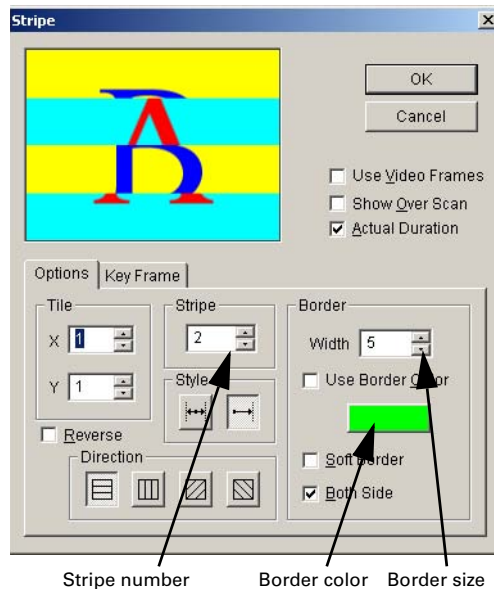 Stripe
OK
Cancel
Use Video Frames
Show Over Scan
Actual Duration
Options Key Frame
Tile Stripe Border
X 1 2 Width 5
Y 1 Style Use Border Color
Reverse
Direction
Soft Border
Both Side
Stripe number Border color Border size